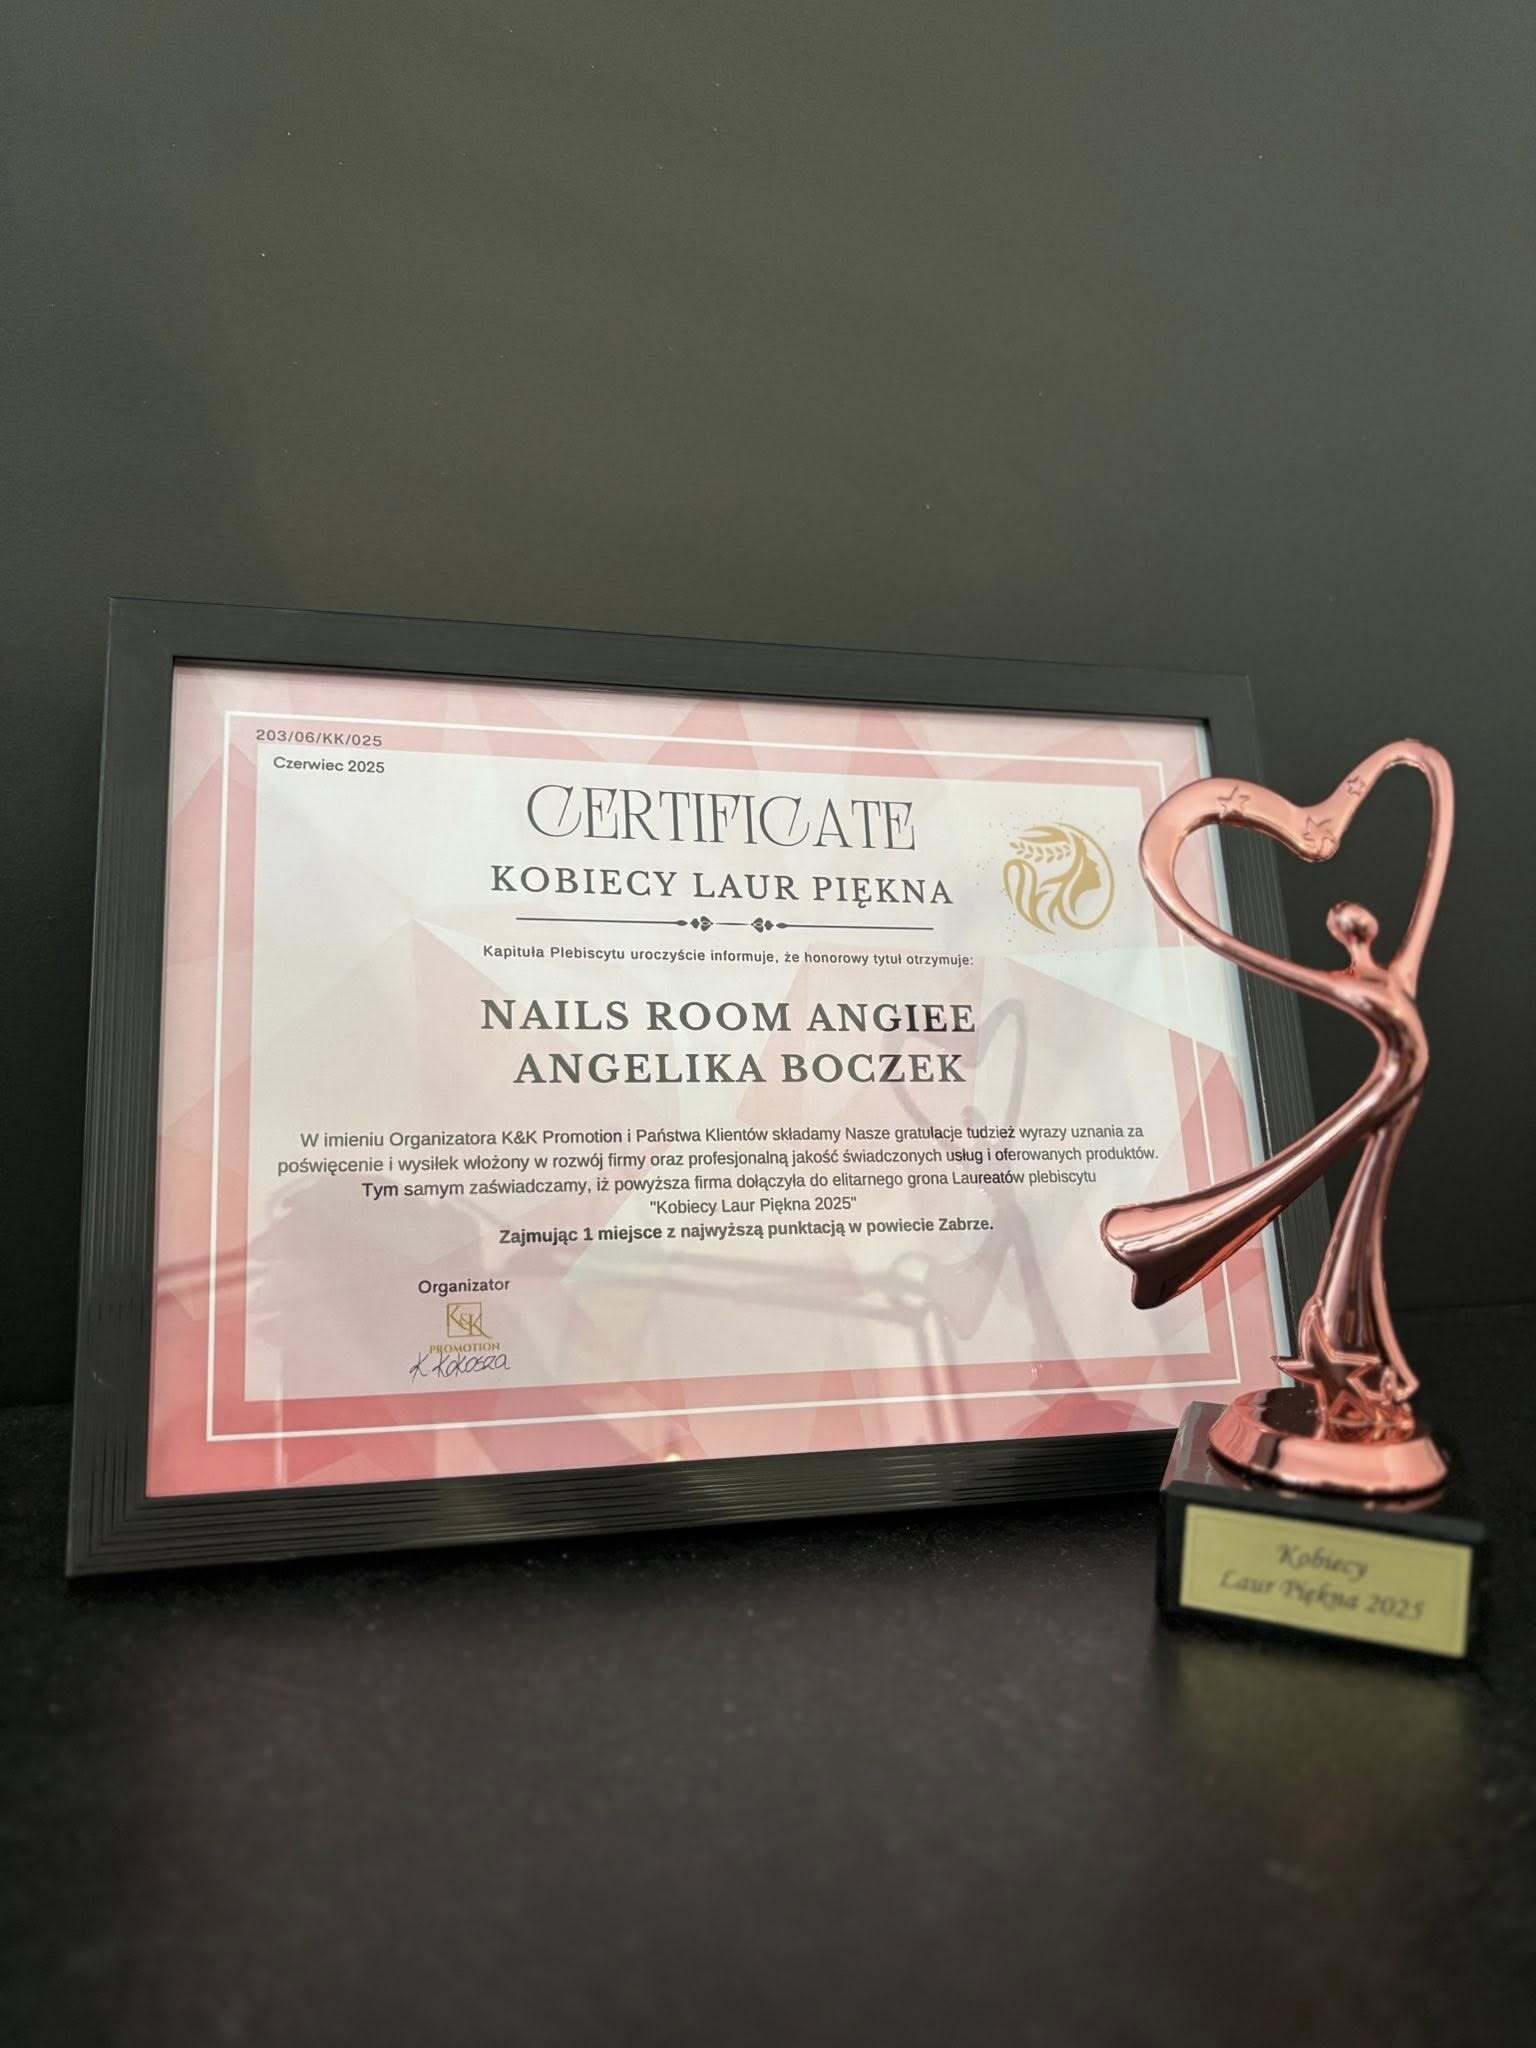 203/06/KK/025
Czerwiec 2025
CERTIFICATE
KOBIECY LAUR PIĘKNA
Kapituła Plebiscytu uroczyście informuje, że honorowy tytuł otrzymuje:
NAILS ROOM ANGIEE
ANGELIKA BOCZEK
W imieniu Organizatora K&K Promotion i Państwa Klientów składamy Nasze gratulacje tudzież wyrazy uznania za
poświęcenie i wysiłek włożony w rozwój firmy oraz profesjonalną jakość świadczonych usług i oferowanych produktów.
Tym samym zaświadczamy, iż powyższa firma dołączyła do elitarnego grona Laureatów plebiscytu
"Kobiecy Laur Piękna 2025"
Zajmując 1 miejsce z najwyższą punktacją w powiecie Zabrze.
Organizator
K&K
PROMOTION
K Kokosza
Kobiecy
Laur Piękna 2025